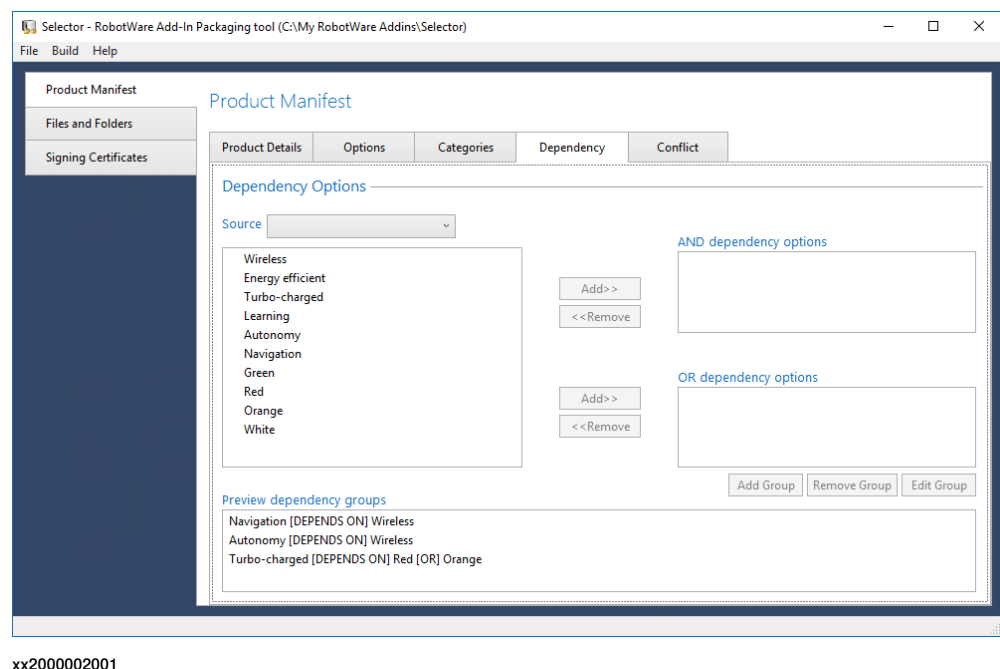 Selector - RobotWare Add-In Packaging tool (C:\My RobotWare Addins\Selector)
File Build Help
Product Manifest
Files and Folders
Signing Certificates
Product Manifest
Product Details Options Categories Dependency Conflict
Dependency Options
Source
Wireless
Energy efficient
Turbo-charged
Learning
Autonomy
Navigation
Green
Red
Orange
White
Add>>
<<Remove
AND dependency options
Add>>
<<Remove
OR dependency options
Add Group Remove Group Edit Group
Preview dependency groups
Navigation [DEPENDS ON] Wireless
Autonomy [DEPENDS ON] Wireless
Turbo-charged [DEPENDS ON] Red [OR] Orange
xx2000002001